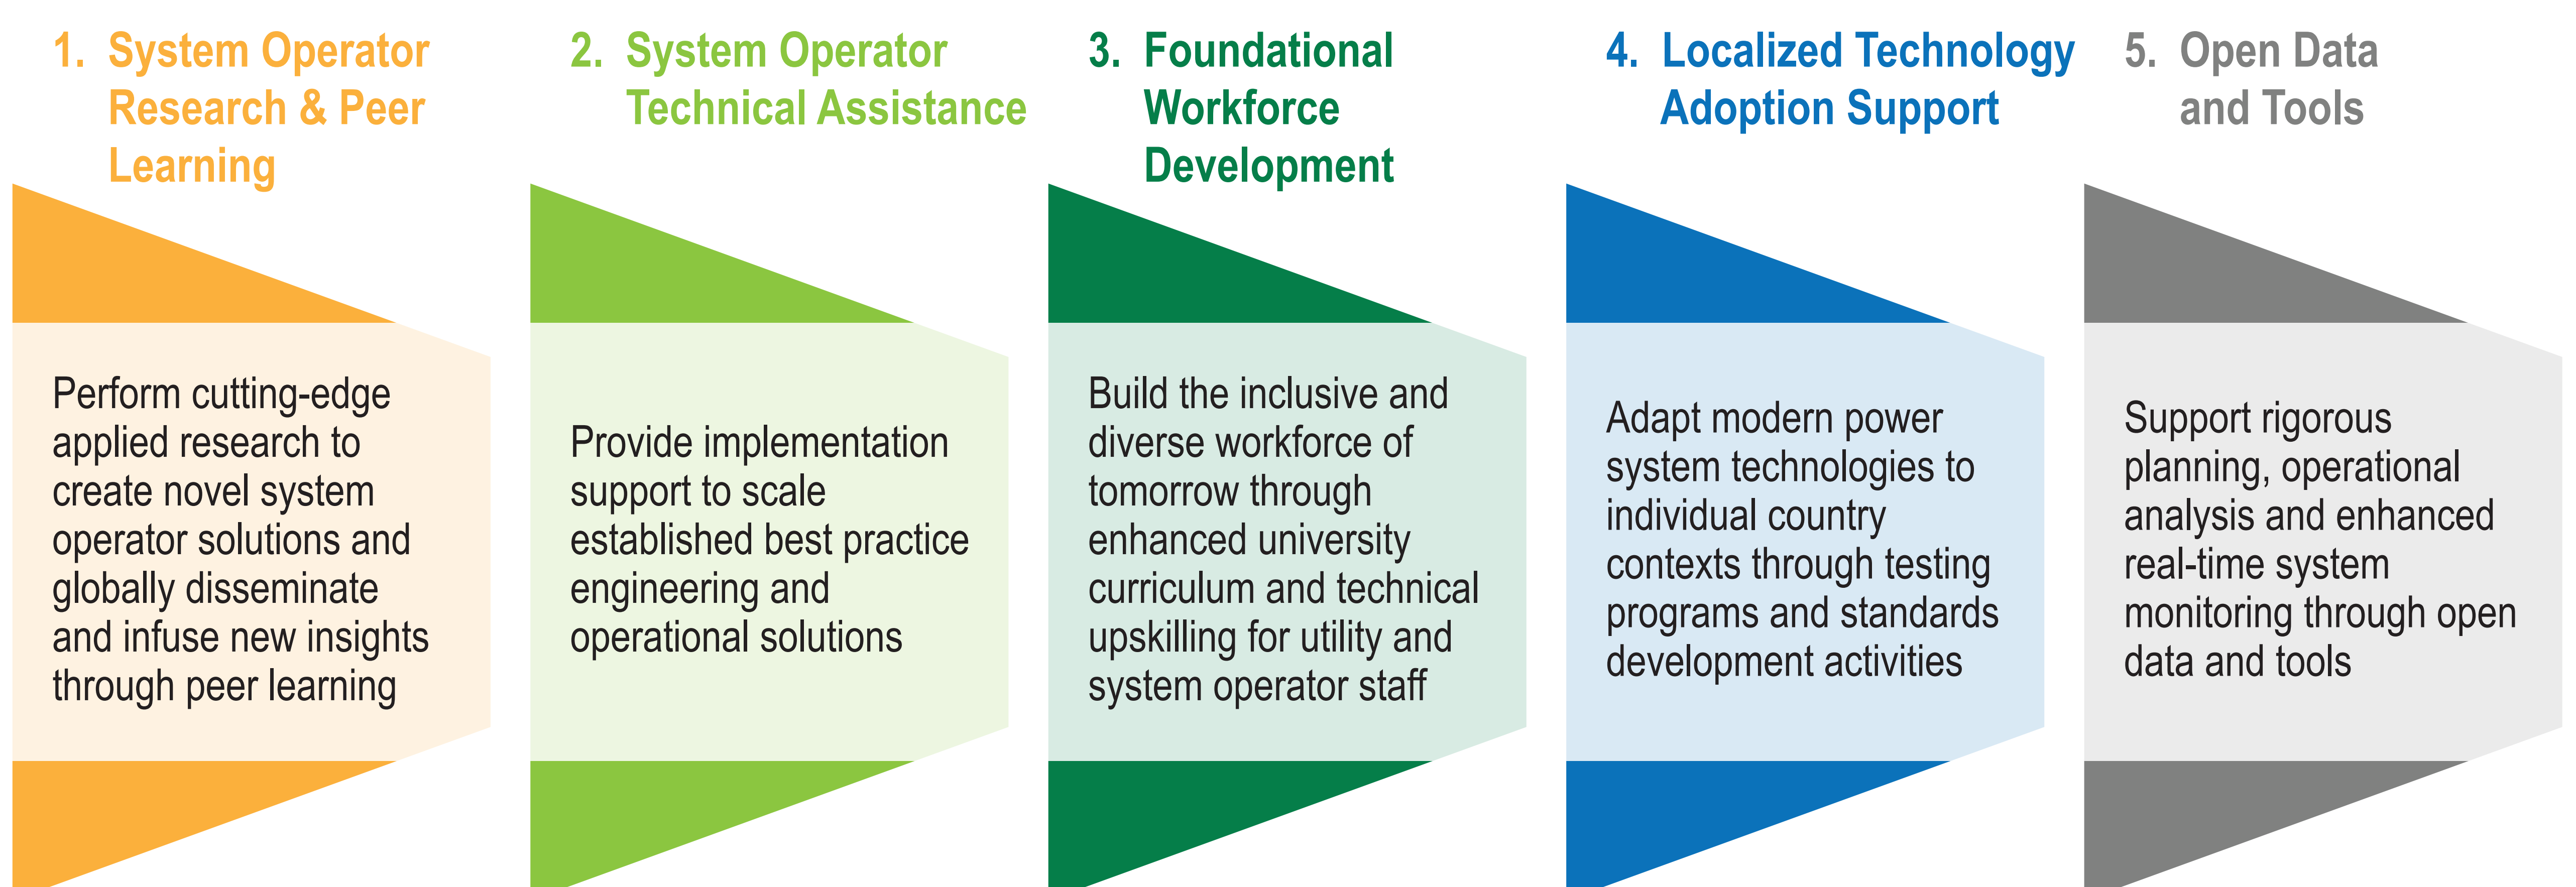 1. System Operator
Research & Peer
Learning
Perform cutting-edge
applied research to
create novel system
operator solutions and
globally disseminate
and infuse new insights
through peer learning
2. System Operator
Technical Assistance
Provide implementation
support to scale
established best practice
engineering and
operational solutions
3. Foundational
Workforce
Development
Build the inclusive and
diverse workforce of
tomorrow through
enhanced university
curriculum and technical
upskilling for utility and
system operator staff
4. Localized Technology
Adoption Support
Adapt modern power
system technologies to
individual country
contexts through testing
programs and standards
development activities
5. Open Data
and Tools
Support rigorous
planning, operational
analysis and enhanced
real-time system
monitoring through open
data and tools